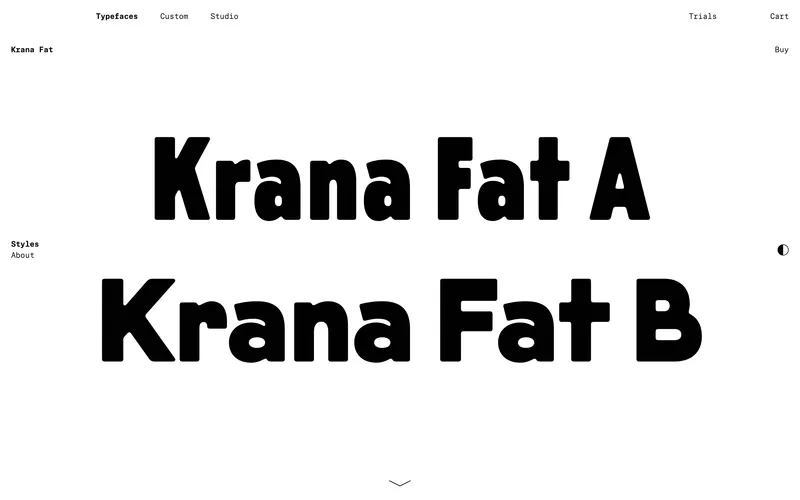 Typefaces Custom Studio Trials Cart
Krana Fat Buy
Krana Fat A
Styles
About
Krana Fat B